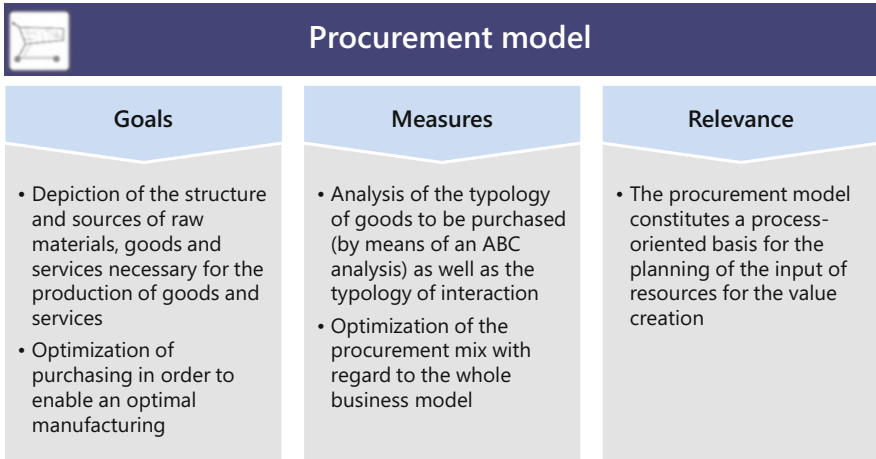 Procurement model
Goals
• Depiction of the structure
and sources of raw
materials, goods and
services necessary for the
production of goods and
services
• Optimization of
purchasing in order to
enable an optimal
manufacturing
Measures
• Analysis of the typology
of goods to be purchased
(by means of an ABC
analysis) as well as the
typology of interaction
• Optimization of the
procurement mix with
regard to the whole
business model
Relevance
• The procurement model
constitutes a process-
oriented basis for the
planning of the input of
resources for the value
creation